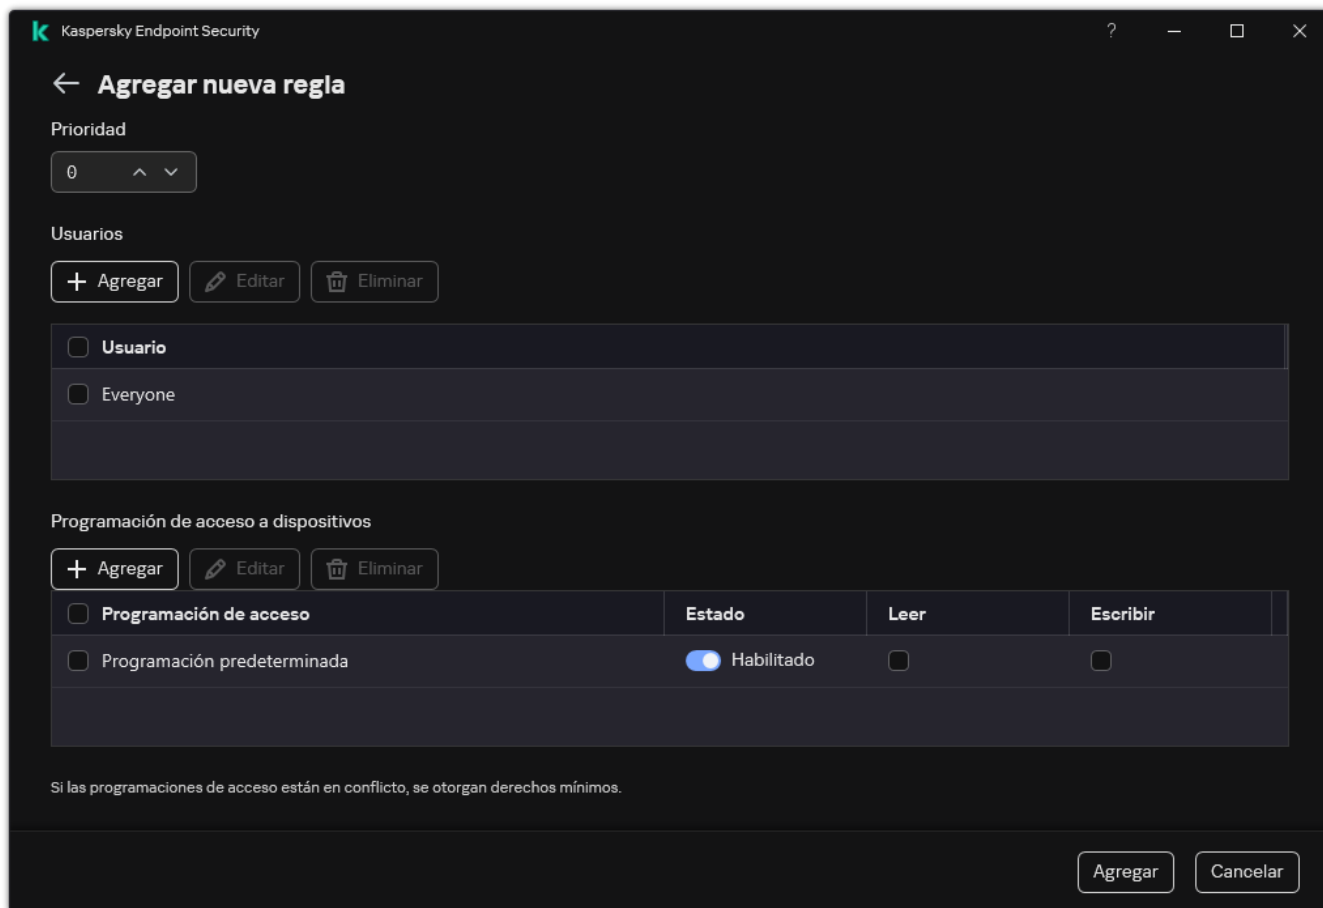 Kaspersky Endpoint Security ?
Agregar nueva regla
Prioridad
0
Usuarios
Agregar Editar Eliminar
Usuario
Everyone
Programación de acceso a dispositivos
Agregar Editar Eliminar
Programación de acceso Estado Leer Escribir
Programación predeterminada Habilitado
Si las programaciones de acceso están en conflicto, se otorgan derechos mínimos.
Agregar Cancelar